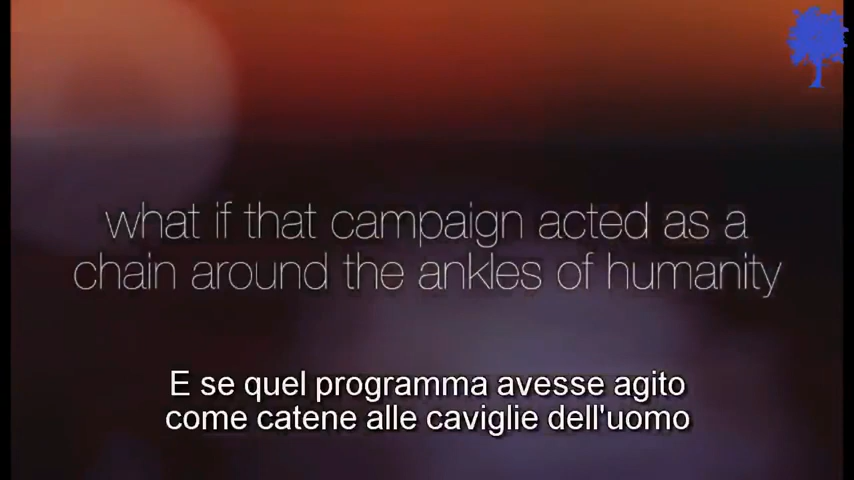 what if that campaign acted as a
chain around the ankles of humanity
E se quel programma avesse agito
come catene alle caviglie dell'uomo